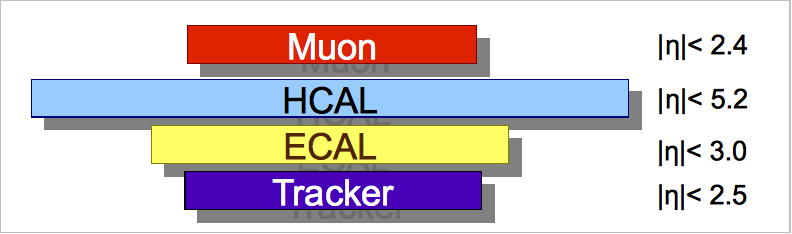 Muon |η|< 2.4
HCAL |η|< 5.2
ECAL |η|< 3.0
Tracker |η|< 2.5